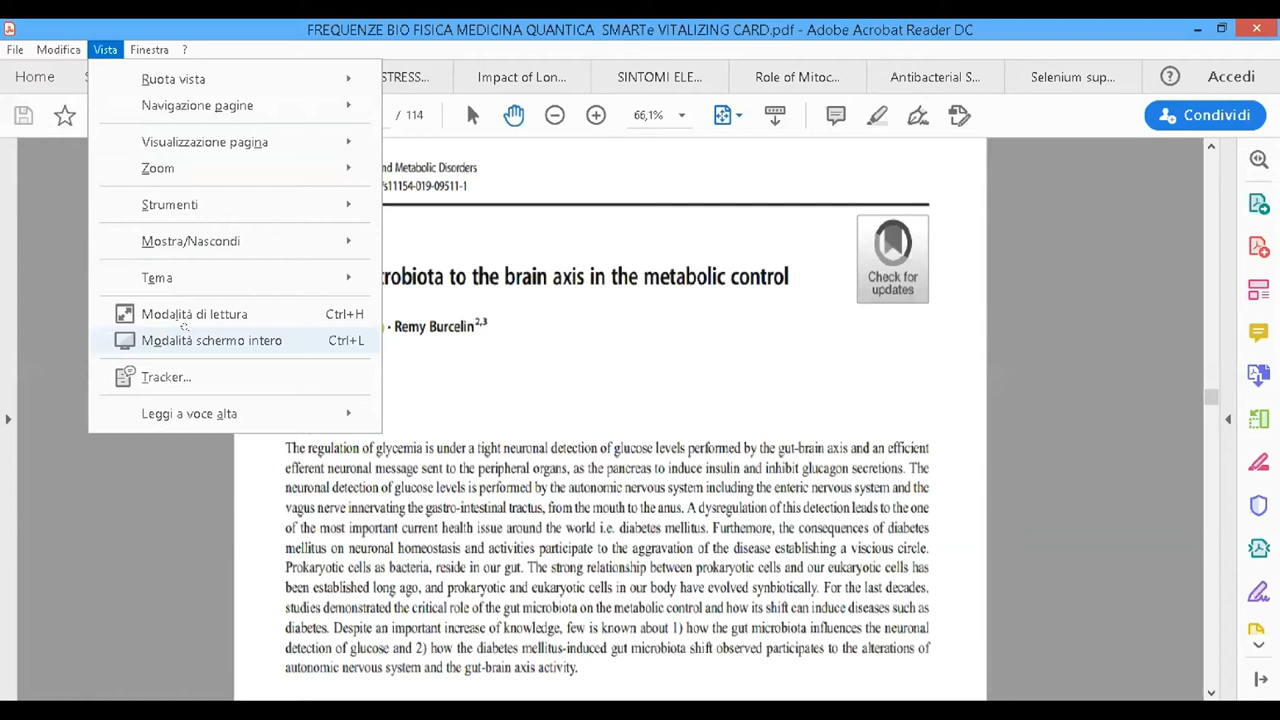 FREQUENZE BIO FISICA MEDICINA QUANTICA SMARTe VITALIZING CARD.pdf - Adobe Acrobat Reader DC
File Modifica Vista Finestra ?
Home STRESS... Impact of Lon... SINTOMI ELE... Role of Mitoc... Antibacterial S... Selenium sup... Accedi
/ 114 66,1% Condividi
Ruota vista
Navigazione pagine
Visualizzazione pagina
Zoom
Strumenti
Mostra/Nascondi
Tema
Modalità di lettura Ctrl+H
Modalità schermo intero Ctrl+L
Tracker...
Leggi a voce alta
d Metabolic Disorders
s11154-019-09511-1
Check for
updates
robiota to the brain axis in the metabolic control
· Remy Burcelin2,3
The regulation of glycemia is under a tight neuronal detection of glucose levels performed by the gut-brain axis and an efficient
efferent neuronal message sent to the peripheral organs, as the pancreas to induce insulin and inhibit glucagon secretions. The
neuronal detection of glucose levels is performed by the autonomic nervous system including the enteric nervous system and the
vagus nerve innervating the gastro-intestinal tractus, from the mouth to the anus. A dysregulation of this detection leads to the one
of the most important current health issue around the world i.e. diabetes mellitus. Furthemore, the consequences of diabetes
mellitus on neuronal homeostasis and activities participate to the aggravation of the disease establishing a viscious circle.
Prokaryotic cells as bacteria, reside in our gut. The strong relationship between prokaryotic cells and our eukaryotic cells has
been established long ago, and prokaryotic and eukaryotic cells in our body have evolved synbiotically. For the last decades,
studies demonstrated the critical role of the gut microbiota on the metabolic control and how its shift can induce diseases such as
diabetes. Despite an important increase of knowledge, few is known about 1) how the gut microbiota influences the neuronal
detection of glucose and 2) how the diabetes mellitus-induced gut microbiota shift observed participates to the alterations of
autonomic nervous system and the gut-brain axis activity.